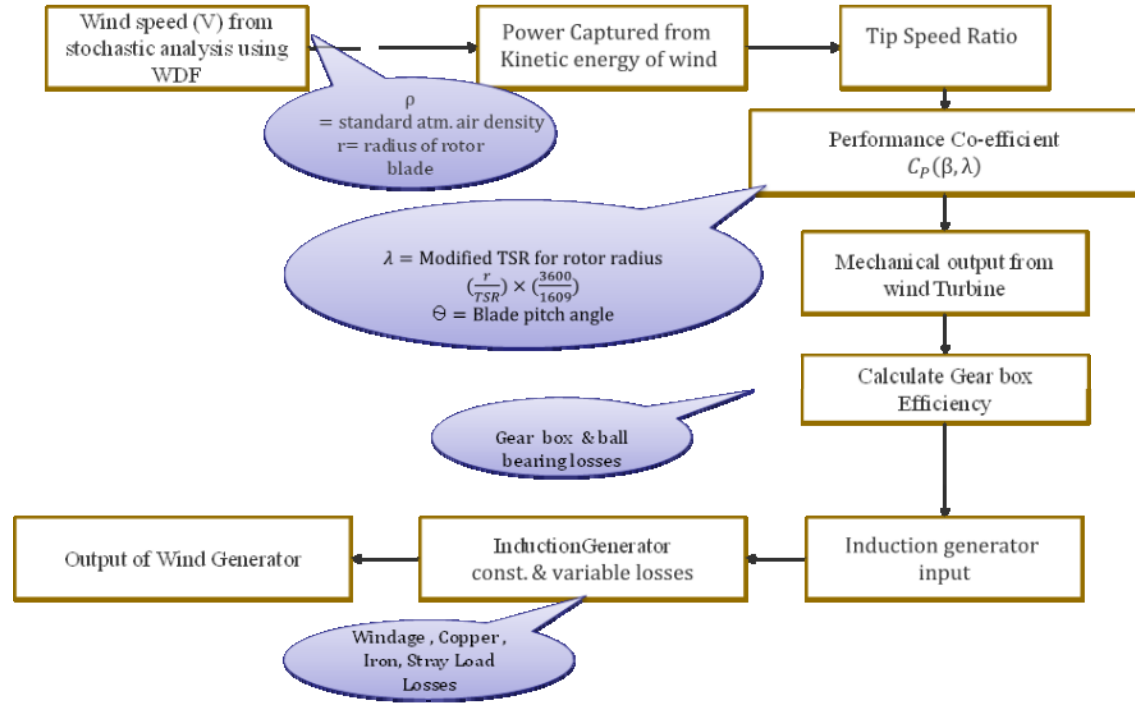 Wind speed (V) from
stochastic analysis using
WDF
Power Captured from
Kinetic energy of wind
Tip Speed Ratio
ρ
= standard atm. air density
r= radius of rotor
blade
Performance Co-efficient
C_P(β, λ)
λ = Modified TSR for rotor radius
(r/TSR) × (3600/1609)
Θ = Blade pitch angle
Mechanical output from
wind Turbine
Calculate Gear box
Efficiency
Gear box & ball
bearing losses
Induction generator
input
InductionGenerator
const. & variable losses
Output of Wind Generator
Windage , Copper ,
Iron, Stray Load
Losses